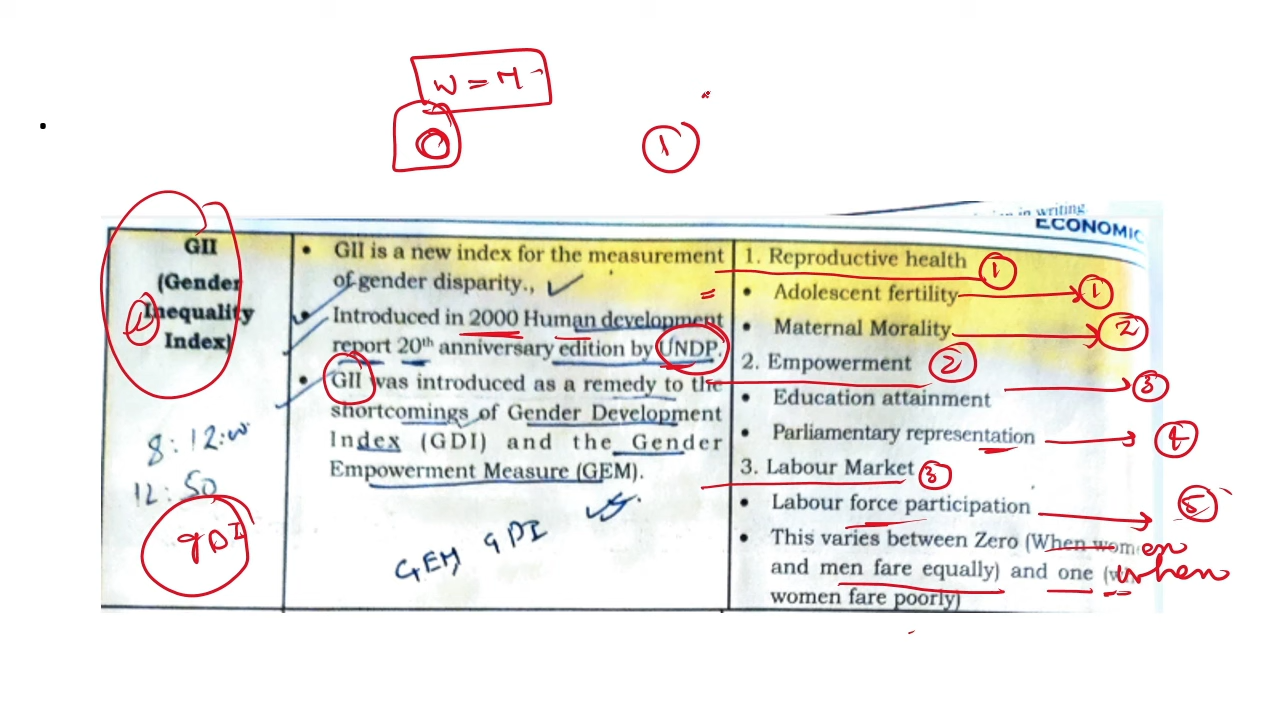 W = M
0
1
in writing
ECONOMIC
GII
(Gender
Inequality
Index)
8:12:00
12:50
GDI
• GII is a new index for the measurement
of gender disparity.,
• Introduced in 2000 Human development
report 20th anniversary edition by UNDP.
• GII was introduced as a remedy to the
shortcomings of Gender Development
Index (GDI) and the Gender
Empowerment Measure (GEM).
GEM GDI
1. Reproductive health 1
• Adolescent fertility 1
• Maternal Morality 2
2. Empowerment 2
• Education attainment 3
• Parliamentary representation 4
3. Labour Market 3
• Labour force participation 5
• This varies between Zero (When women
and men fare equally) and one (when
women fare poorly)